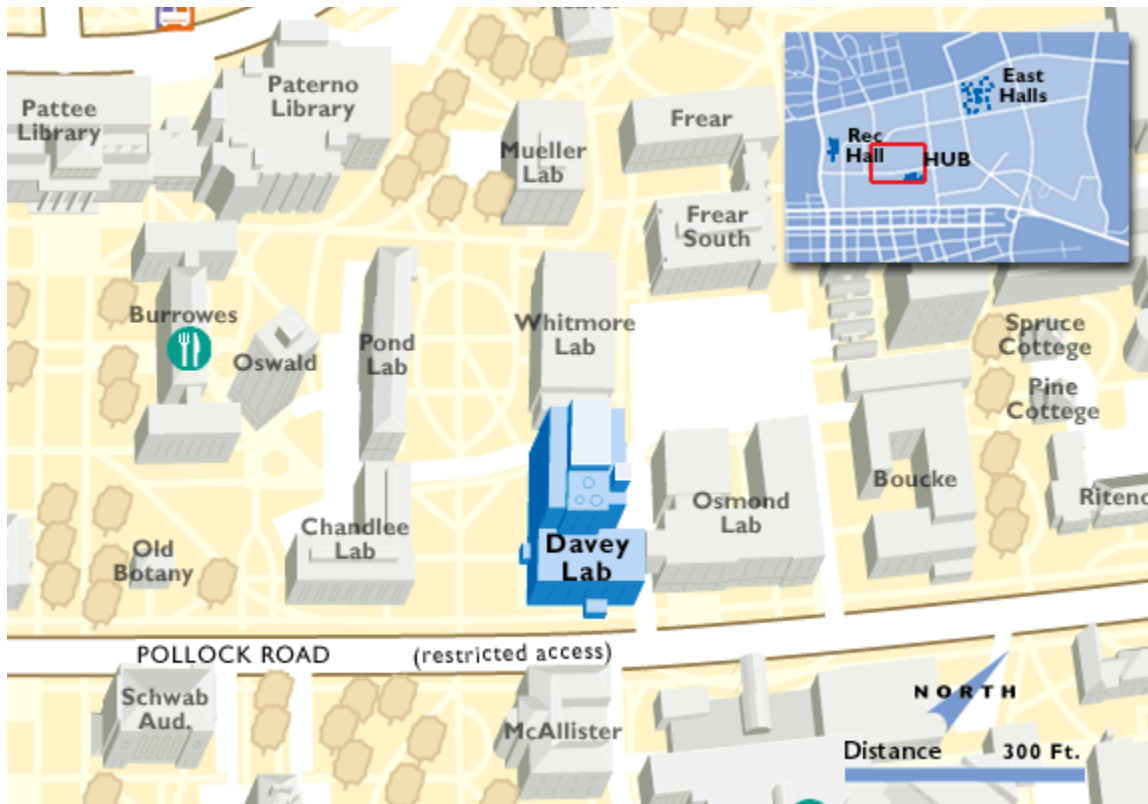 Pattee
Library
Paterno
Library
Mueller
Lab
Frear
East
Halls
Rec
Hall
HUB
Frear
South
Burrowes
Oswald
Pond
Lab
Whitmore
Lab
Spruce
Cottege
Pine
Cottege
Chandlee
Lab
Davey
Lab
Osmond
Lab
Boucke
Old
Botany
POLLOCK ROAD (restricted access)
Schwab
Aud.
McAllister
NORTH
Distance 300 Ft.